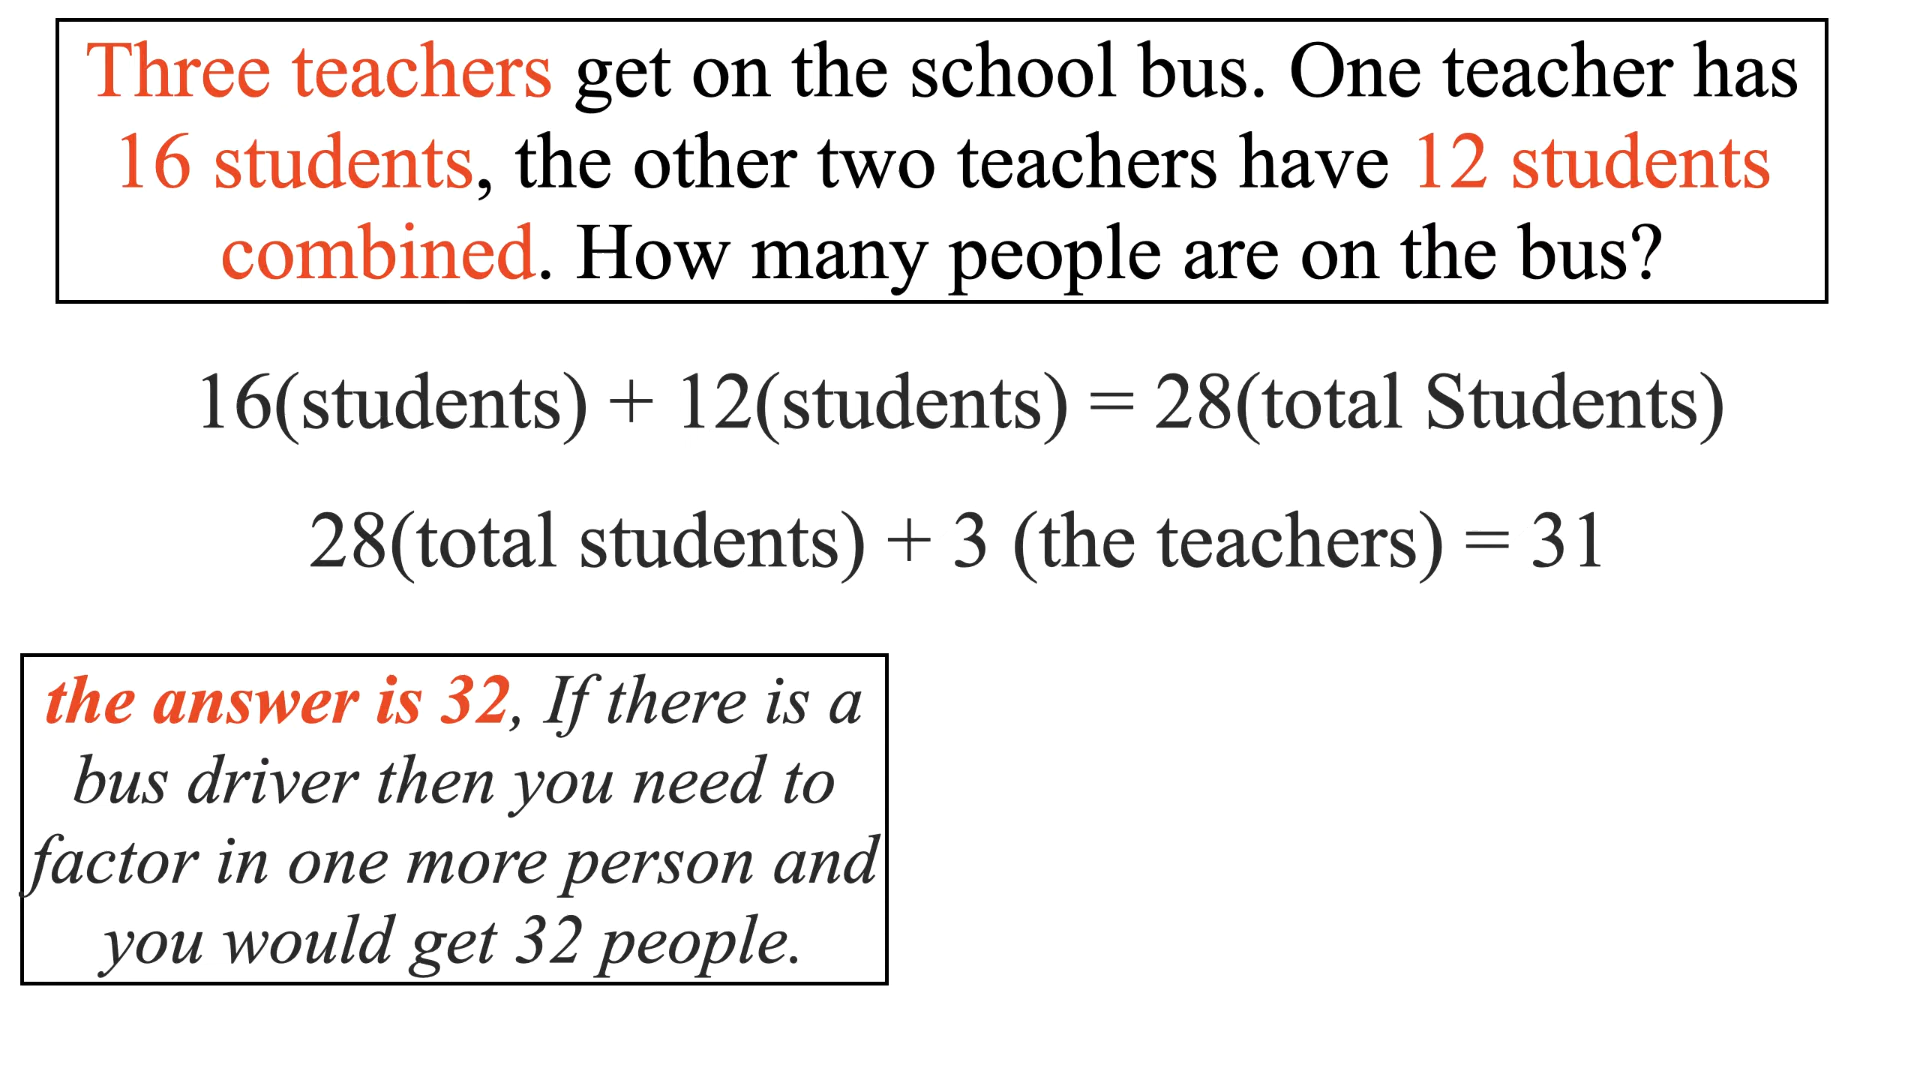 Three teachers get on the school bus. One teacher has
16 students, the other two teachers have 12 students
combined. How many people are on the bus?
16(students) + 12(students) = 28(total Students)
28(total students) + 3 (the teachers) = 31
the answer is 32, If there is a
bus driver then you need to
factor in one more person and
you would get 32 people.